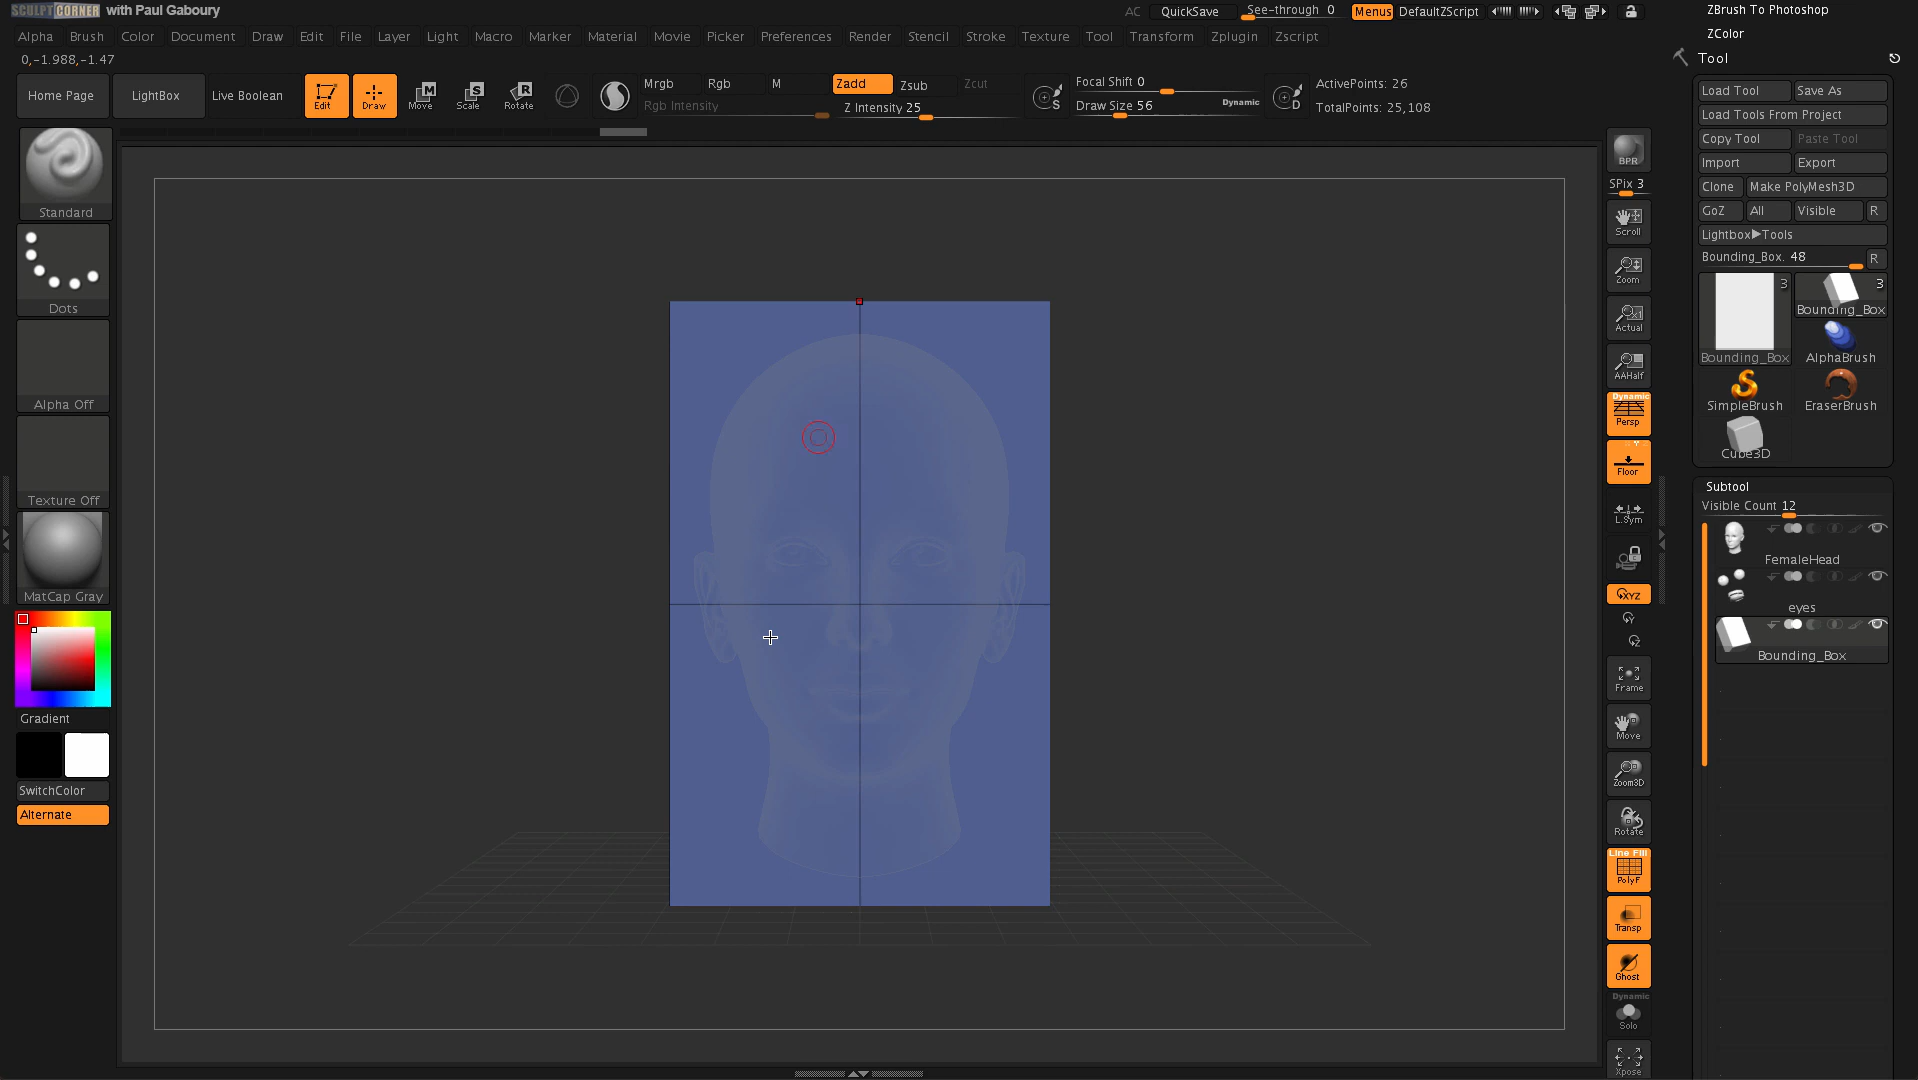 SCULPT CORNER with Paul Gaboury
AC QuickSave See-through 0 Menus DefaultZScript
ZBrush To Photoshop
ZColor
Alpha Brush Color Document Draw Edit File Layer Light Macro Marker Material Movie Picker Preferences Render Stencil Stroke Texture Tool Transform Zplugin Zscript
0,-1.988,-1.47
Tool
Home Page LightBox Live Boolean Edit Draw Move Scale Rotate
M S R
Mrgb Rgb M Zadd Zsub Zcut
Rgb Intensity Z Intensity 25
S Focal Shift 0
Draw Size 56 Dynamic
D ActivePoints: 26
TotalPoints: 25,108
Standard
Dots
Alpha Off
Texture Off
MatCap Gray
Gradient
SwitchColor
Alternate
BPR
SPix 3
Scroll
Zoom
Actual
AAHalf
Dynamic
Persp
Floor
L.Sym
XYZ
Y
Z
Frame
Move
Zoom3D
Rotate
Line Fill
PolyF
Transp
Ghost
Dynamic
Solo
Xpose
Load Tool Save As
Load Tools From Project
Copy Tool Paste Tool
Import Export
Clone Make PolyMesh3D
GoZ All Visible R
Lightbox▶Tools
Bounding_Box. 48 R
3 3
Bounding_Box
Bounding_Box AlphaBrush
SimpleBrush EraserBrush
Cube3D
Subtool
Visible Count 12
FemaleHead
eyes
Bounding_Box